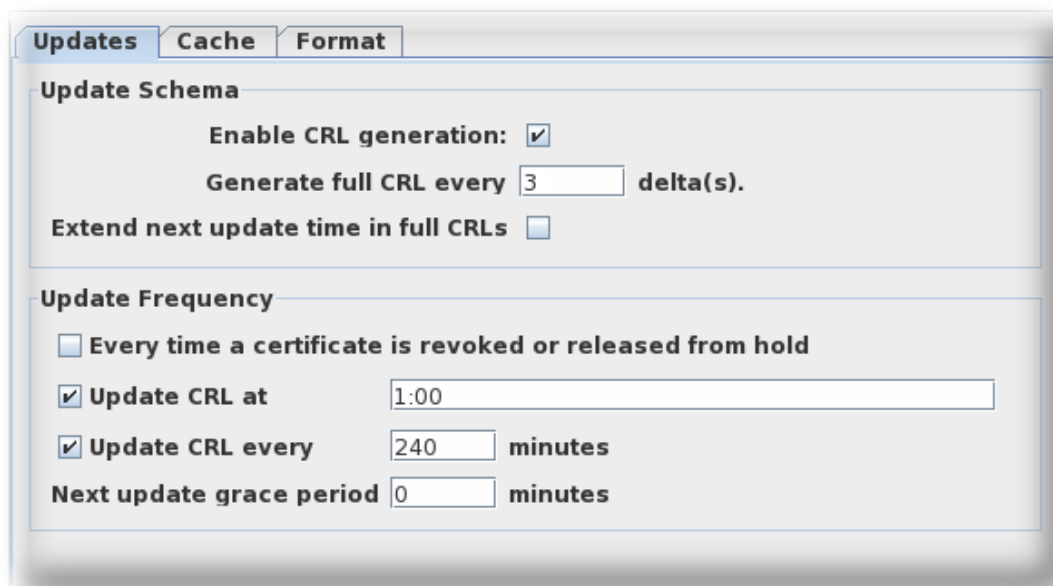 Updates Cache Format
Update Schema
Enable CRL generation:
Generate full CRL every 3 delta(s).
Extend next update time in full CRLs
Update Frequency
Every time a certificate is revoked or released from hold
Update CRL at 1:00
Update CRL every 240 minutes
Next update grace period 0 minutes